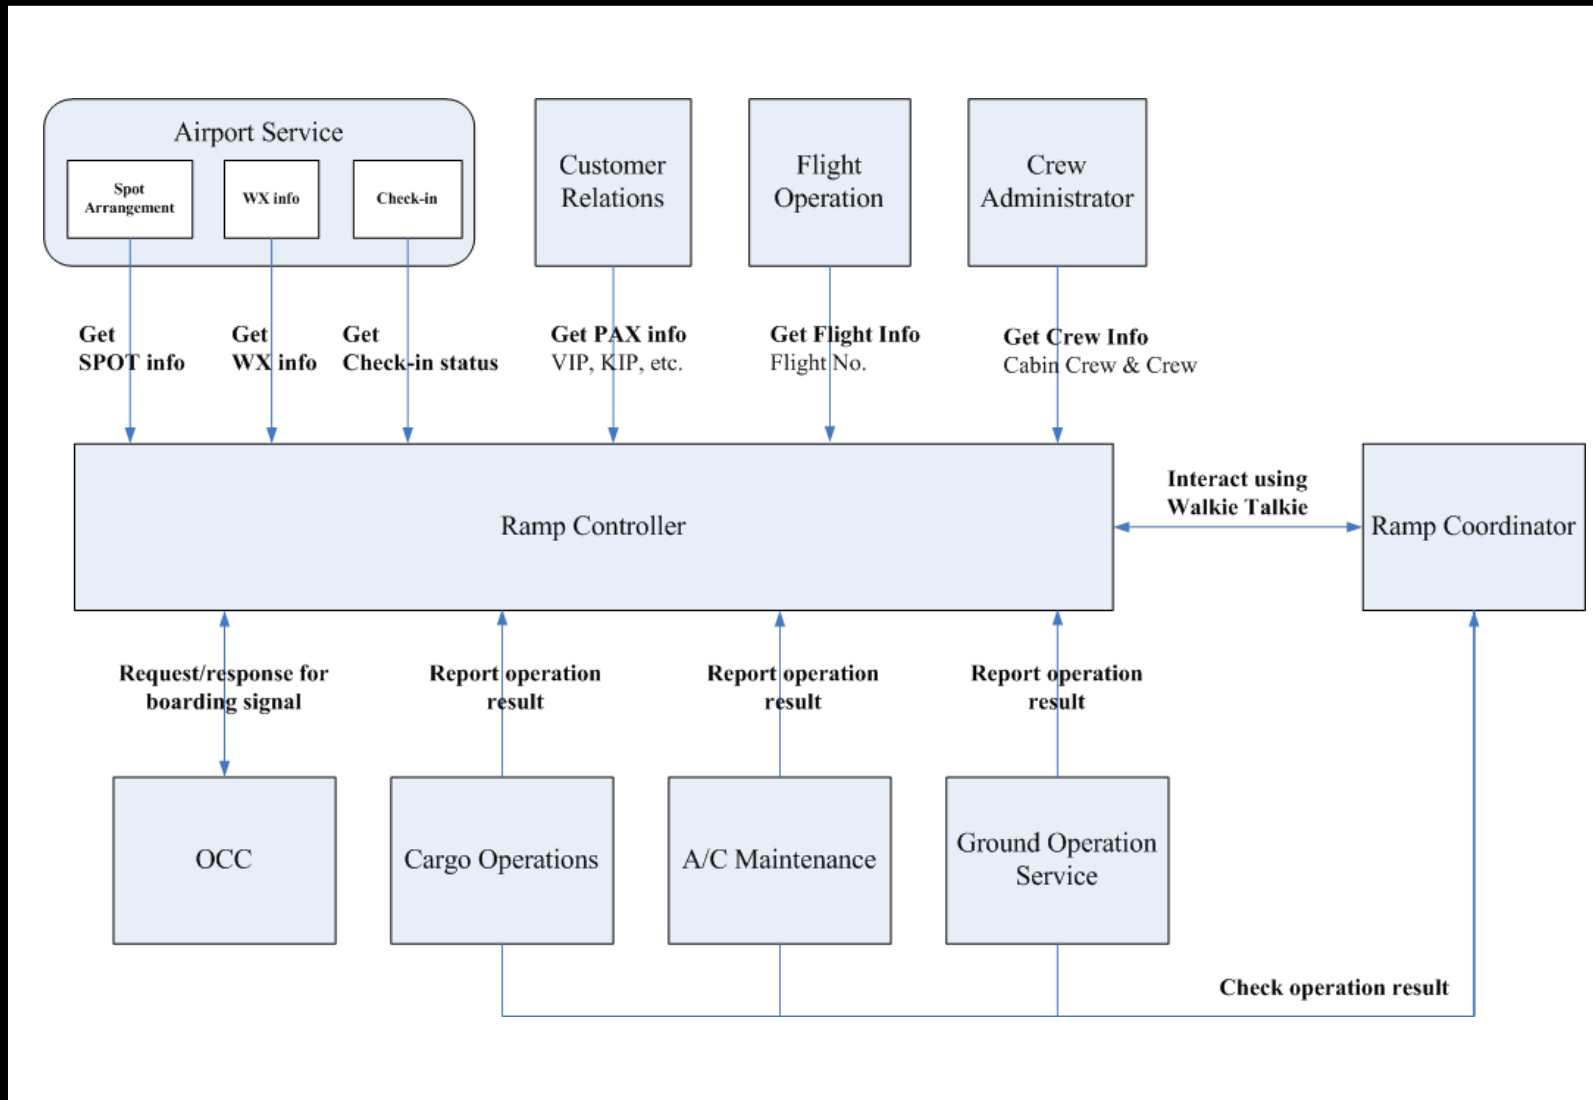 Airport Service
Spot
Arrangement
WX info
Check-in
Customer
Relations
Flight
Operation
Crew
Administrator
Get
SPOT info
Get
WX info
Get
Check-in status
Get PAX info
VIP, KIP, etc.
Get Flight Info
Flight No.
Get Crew Info
Cabin Crew & Crew
Ramp Controller
Interact using
Walkie Talkie
Ramp Coordinator
Request/response for
boarding signal
Report operation
result
Report operation
result
Report operation
result
OCC
Cargo Operations
A/C Maintenance
Ground Operation
Service
Check operation result